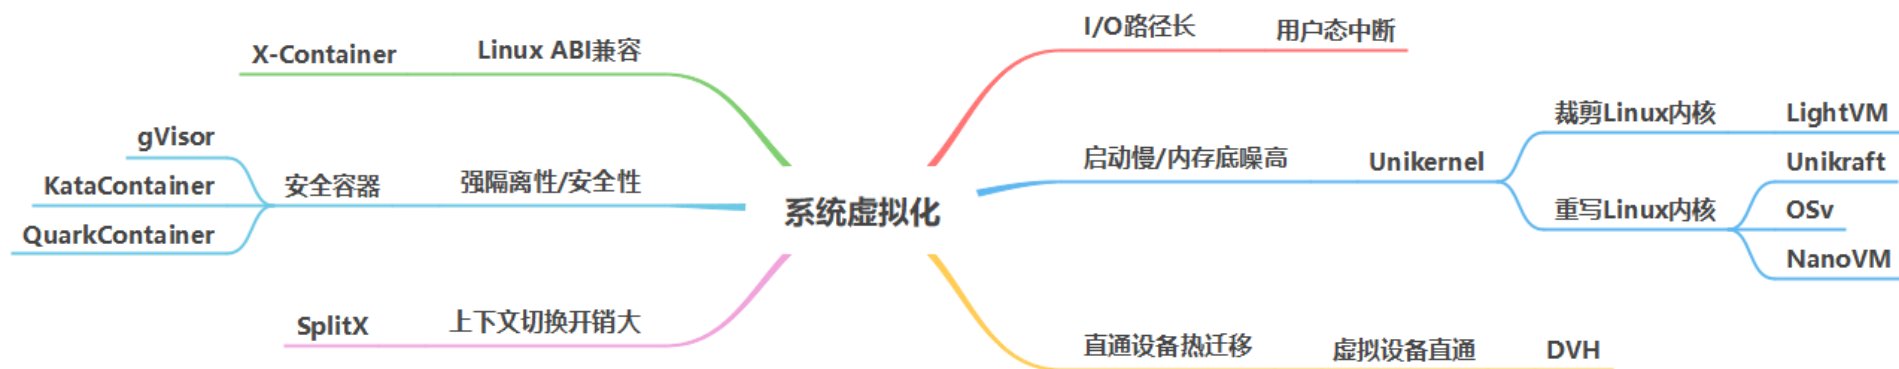 系统虚拟化
I/O路径长
用户态中断
启动慢/内存底噪高
Unikernel
裁剪Linux内核
LightVM
重写Linux内核
Unikraft
OSv
NanoVM
直通设备热迁移
虚拟设备直通
DVH
Linux ABI兼容
X-Container
强隔离性/安全性
安全容器
gVisor
KataContainer
QuarkContainer
上下文切换开销大
SplitX